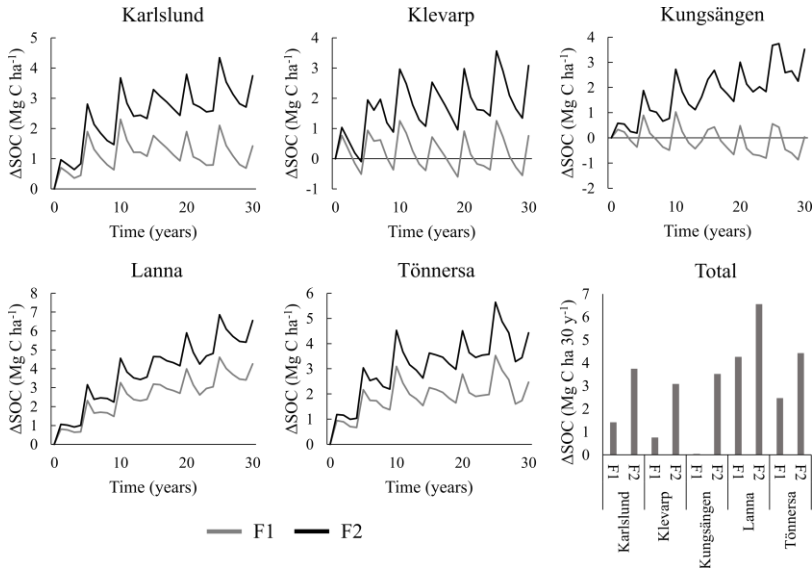 Karlslund
ΔSOC (Mg C ha⁻¹)
5
4
3
2
1
0
0 10 20 30
Time (years)
Klevarp
ΔSOC (Mg C ha⁻¹)
4
3
2
1
0
-1
0 10 20 30
Time (years)
Kungsängen
ΔSOC (Mg C ha⁻¹)
4
3
2
1
0
-1
-2
0 10 20 30
Time (years)
Lanna
ΔSOC (Mg C ha⁻¹)
8
7
6
5
4
3
2
1
0
0 10 20 30
Time (years)
Tönnersa
ΔSOC (Mg C ha⁻¹)
6
5
4
3
2
1
0
0 10 20 30
Time (years)
Total
ΔSOC (Mg C ha 30 y⁻¹)
7
6
5
4
3
2
1
0
F1 F2 F1 F2 F1 F2 F1 F2 F1 F2
Karlslund Klevarp Kungsängen Lanna Tönnersa
F1 F2